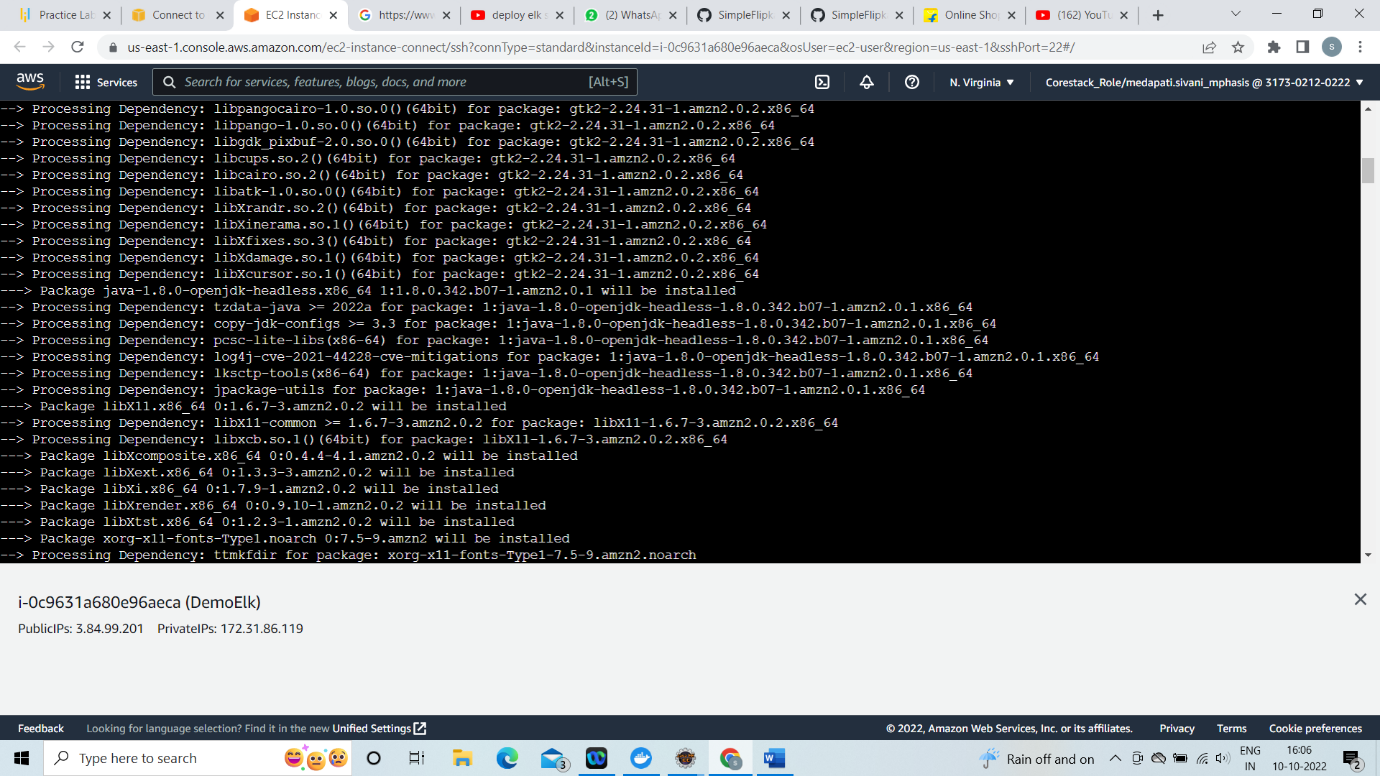 Practice La
Connect to
EC2 Instanc
https://ww
deploy elk s
(2) WhatsA
SimpleFlipk
SimpleFlipk
Online Sho
(162) YouT
us-east-1.console.aws.amazon.com/ec2-instance-connect/ssh?connType=standard&instanceId=i-0c9631a680e96aeca&osUser=ec2-user&region=us-east-1&sshPort=22#/
S
aws
Services
Search for services, features, blogs, docs, and more
[Alt+S]
N. Virginia
Corestack_Role/medapati.sivani_mphasis @ 3173-0212-0222
--> Processing Dependency: libpangocairo-1.0.so.0()(64bit) for package: gtk2-2.24.31-1.amzn2.0.2.x86_64
--> Processing Dependency: libpango-1.0.so.0()(64bit) for package: gtk2-2.24.31-1.amzn2.0.2.x86_64
--> Processing Dependency: libgdk_pixbuf-2.0.so.0()(64bit) for package: gtk2-2.24.31-1.amzn2.0.2.x86_64
--> Processing Dependency: libcups.so.2()(64bit) for package: gtk2-2.24.31-1.amzn2.0.2.x86_64
--> Processing Dependency: libcairo.so.2()(64bit) for package: gtk2-2.24.31-1.amzn2.0.2.x86_64
--> Processing Dependency: libatk-1.0.so.0()(64bit) for package: gtk2-2.24.31-1.amzn2.0.2.x86_64
--> Processing Dependency: libXrandr.so.2()(64bit) for package: gtk2-2.24.31-1.amzn2.0.2.x86_64
--> Processing Dependency: libXinerama.so.1()(64bit) for package: gtk2-2.24.31-1.amzn2.0.2.x86_64
--> Processing Dependency: libXfixes.so.3()(64bit) for package: gtk2-2.24.31-1.amzn2.0.2.x86_64
--> Processing Dependency: libXdamage.so.1()(64bit) for package: gtk2-2.24.31-1.amzn2.0.2.x86_64
--> Processing Dependency: libXcursor.so.1()(64bit) for package: gtk2-2.24.31-1.amzn2.0.2.x86_64
---> Package java-1.8.0-openjdk-headless.x86_64 1:1.8.0.342.b07-1.amzn2.0.1 will be installed
--> Processing Dependency: tzdata-java >= 2022a for package: 1:java-1.8.0-openjdk-headless-1.8.0.342.b07-1.amzn2.0.1.x86_64
--> Processing Dependency: copy-jdk-configs >= 3.3 for package: 1:java-1.8.0-openjdk-headless-1.8.0.342.b07-1.amzn2.0.1.x86_64
--> Processing Dependency: pcsc-lite-libs(x86-64) for package: 1:java-1.8.0-openjdk-headless-1.8.0.342.b07-1.amzn2.0.1.x86_64
--> Processing Dependency: log4j-cve-2021-44228-cve-mitigations for package: 1:java-1.8.0-openjdk-headless-1.8.0.342.b07-1.amzn2.0.1.x86_64
--> Processing Dependency: lksctp-tools(x86-64) for package: 1:java-1.8.0-openjdk-headless-1.8.0.342.b07-1.amzn2.0.1.x86_64
--> Processing Dependency: jpackage-utils for package: 1:java-1.8.0-openjdk-headless-1.8.0.342.b07-1.amzn2.0.1.x86_64
---> Package libX11.x86_64 0:1.6.7-3.amzn2.0.2 will be installed
--> Processing Dependency: libX11-common >= 1.6.7-3.amzn2.0.2 for package: libX11-1.6.7-3.amzn2.0.2.x86_64
--> Processing Dependency: libxcb.so.1()(64bit) for package: libX11-1.6.7-3.amzn2.0.2.x86_64
---> Package libXcomposite.x86_64 0:0.4.4-4.1.amzn2.0.2 will be installed
---> Package libXext.x86_64 0:1.3.3-3.amzn2.0.2 will be installed
---> Package libXi.x86_64 0:1.7.9-1.amzn2.0.2 will be installed
---> Package libXrender.x86_64 0:0.9.10-1.amzn2.0.2 will be installed
---> Package libXtst.x86_64 0:1.2.3-1.amzn2.0.2 will be installed
---> Package xorg-x11-fonts-Type1.noarch 0:7.5-9.amzn2 will be installed
--> Processing Dependency: ttmkfdir for package: xorg-x11-fonts-Type1-7.5-9.amzn2.noarch
i-0c9631a680e96aeca (DemoElk)
PublicIPs: 3.84.99.201 PrivateIPs: 172.31.86.119
Feedback
Looking for language selection? Find it in the new Unified Settings
© 2022, Amazon Web Services, Inc. or its affiliates.
Privacy
Terms
Cookie preferences
Type here to search
3
Rain off and on
ENG
IN
16:06
10-10-2022
2